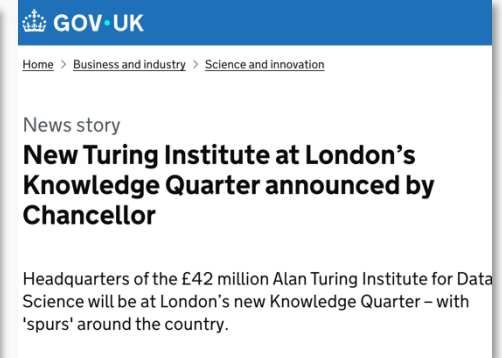 GOV·UK
Home > Business and industry > Science and innovation
News story
New Turing Institute at London’s
Knowledge Quarter announced by
Chancellor
Headquarters of the £42 million Alan Turing Institute for Data
Science will be at London’s new Knowledge Quarter – with
'spurs' around the country.